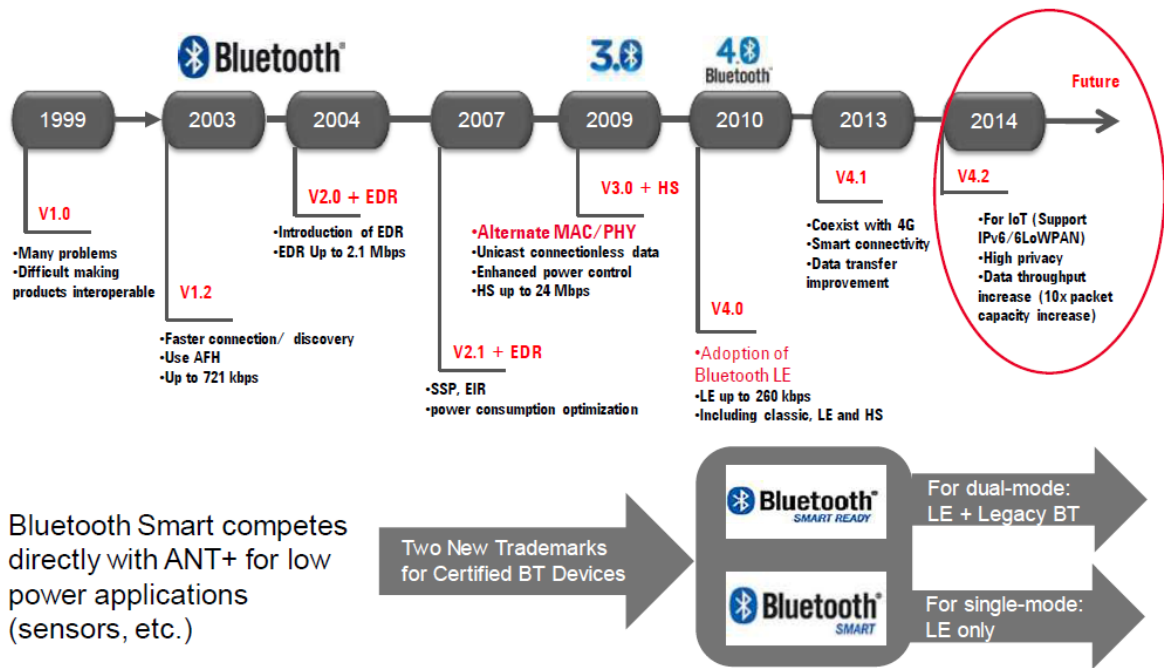 Bluetooth®
3.0
4.0
Bluetooth®
Future
1999
2003
2004
2007
2009
2010
2013
2014
V1.0
•Many problems
•Difficult making
products interoperable
V1.2
•Faster connection/ discovery
•Use AFH
•Up to 721 kbps
V2.0 + EDR
•Introduction of EDR
•EDR Up to 2.1 Mbps
V2.1 + EDR
•SSP, EIR
•power consumption optimization
V3.0 + HS
•Alternate MAC/PHY
•Unicast connectionless data
•Enhanced power control
•HS up to 24 Mbps
V4.0
•Adoption of
Bluetooth LE
•LE up to 260 kbps
•Including classic, LE and HS
V4.1
•Coexist with 4G
•Smart connectivity
•Data transfer
improvement
V4.2
•For IoT (Support
IPv6/6LoWPAN)
•High privacy
•Data throughput
increase (10x packet
capacity increase)
Bluetooth Smart competes
directly with ANT+ for low
power applications
(sensors, etc.)
Two New Trademarks
for Certified BT Devices
Bluetooth®
SMART READY
Bluetooth®
SMART
For dual-mode:
LE + Legacy BT
For single-mode:
LE only